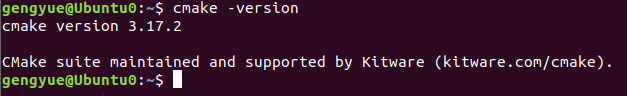 gengyue@Ubuntu0:~$ cmake -version
cmake version 3.17.2
CMake suite maintained and supported by Kitware (kitware.com/cmake).
gengyue@Ubuntu0:~$